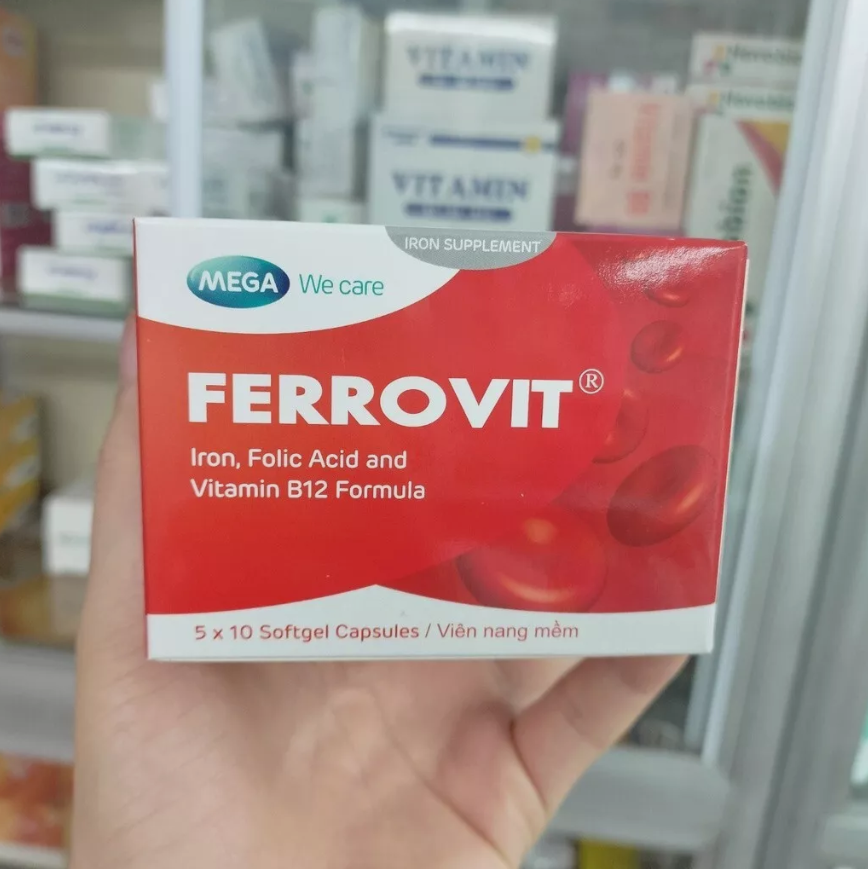 VITAMIN
VITAMIN
IRON SUPPLEMENT
MEGA We care
FERROVIT®
Iron, Folic Acid and
Vitamin B12 Formula
5 x 10 Softgel Capsules / Viên nang mềm